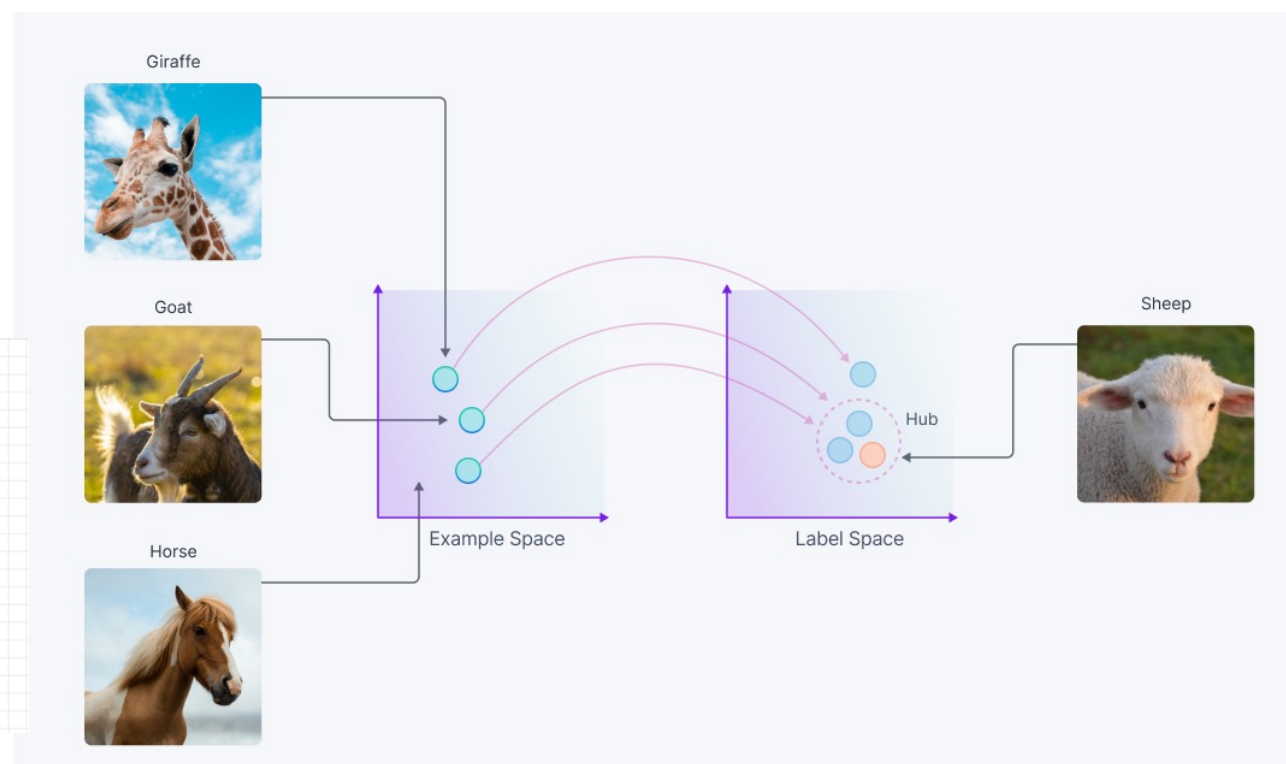 Giraffe
Goat
Horse
Example Space
Label Space
Hub
Sheep